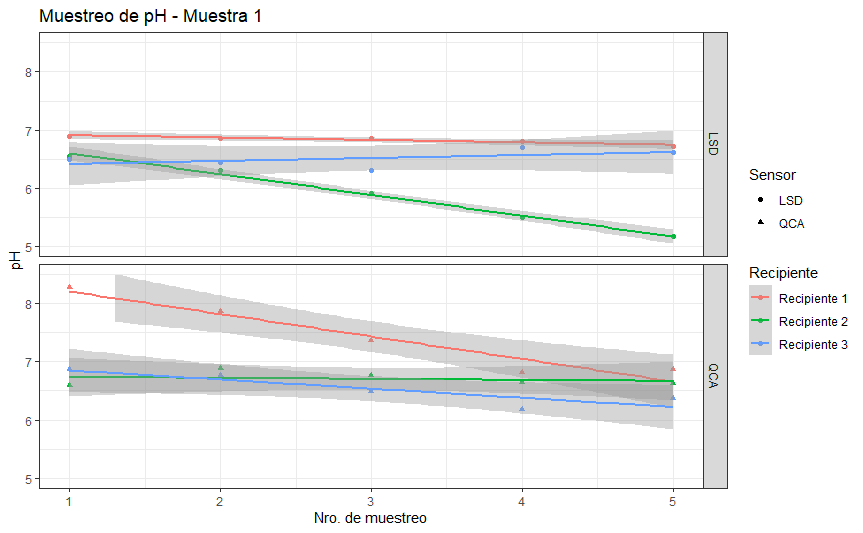 Muestreo de pH - Muestra 1
8
7
6
5
LSD
pH
8
7
6
5
QCA
1
2
3
4
5
Nro. de muestreo
Sensor
LSD
QCA
Recipiente
Recipiente 1
Recipiente 2
Recipiente 3